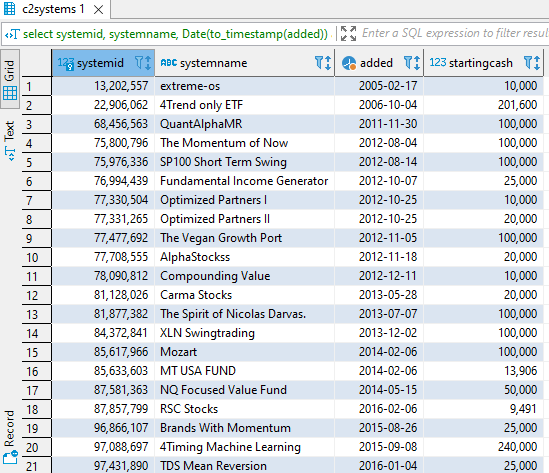 c2systems 1
select systemid, systemname, Date(to_timestamp(added)) Enter a SQL expression to filter resul
Grid
Text
Record
123 systemid ABC systemname added 123 startingcash
1 13,202,557 extreme-os 2005-02-17 10,000
2 22,906,062 4Trend only ETF 2006-10-04 201,600
3 68,456,563 QuantAlphaMR 2011-11-30 100,000
4 75,800,796 The Momentum of Now 2012-08-04 100,000
5 75,976,336 SP100 Short Term Swing 2012-08-14 100,000
6 76,994,439 Fundamental Income Generator 2012-10-07 25,000
7 77,330,504 Optimized Partners I 2012-10-25 10,000
8 77,331,265 Optimized Partners II 2012-10-25 20,000
9 77,477,692 The Vegan Growth Port 2012-11-05 100,000
10 77,708,555 AlphaStockss 2012-11-18 20,000
11 78,090,812 Compounding Value 2012-12-11 10,000
12 81,128,026 Carma Stocks 2013-05-28 20,000
13 81,877,382 The Spirit of Nicolas Darvas. 2013-07-07 100,000
14 84,372,841 XLN Swingtrading 2013-12-02 100,000
15 85,617,966 Mozart 2014-02-06 100,000
16 85,633,603 MT USA FUND 2014-02-06 13,906
17 87,581,363 NQ Focused Value Fund 2014-05-15 50,000
18 87,857,799 RSC Stocks 2016-02-06 9,491
19 96,866,107 Brands With Momentum 2015-08-26 25,000
20 97,088,697 4Timing Machine Learning 2015-09-08 240,000
21 97,431,890 TDS Mean Reversion 2016-01-04 25,000